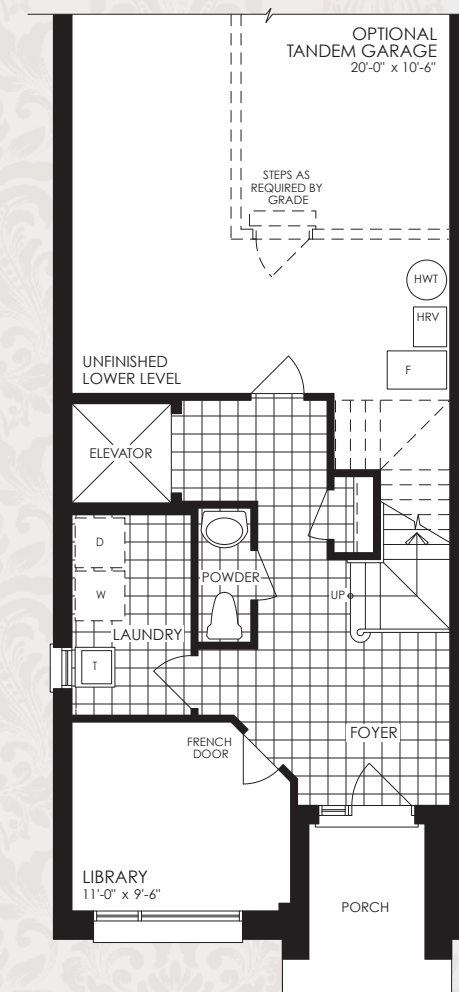 OPTIONAL
TANDEM GARAGE
20'-0" x 10'-6"
STEPS AS
REQUIRED BY
GRADE
HWT
HRV
F
UNFINISHED
LOWER LEVEL
ELEVATOR
D
W
POWDER
UP
LAUNDRY
T
FOYER
FRENCH
DOOR
LIBRARY
11'-0" x 9'-6"
PORCH